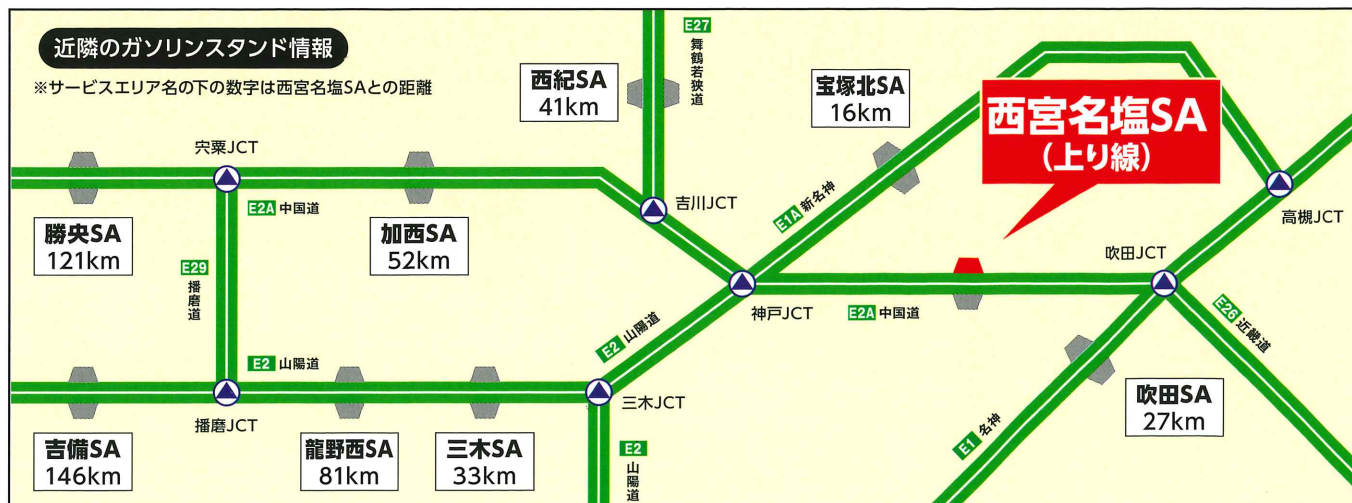 近隣のガソリンスタンド情報
※サービスエリア名の下の数字は西宮名塩SAとの距離
E27
舞鶴若狭道
西紀SA
41km
宝塚北SA
16km
西宮名塩SA
(上り線)
宍粟JCT
E2A 中国道
吉川JCT
E1A 新名神
高槻JCT
勝央SA
121km
加西SA
52km
E29
播磨道
吹田JCT
神戸JCT
E2A 中国道
E2 山陽道
E26 近畿道
E2 山陽道
播磨JCT
三木JCT
吹田SA
27km
吉備SA
146km
龍野西SA
81km
三木SA
33km
E2
山陽道
E1 名神